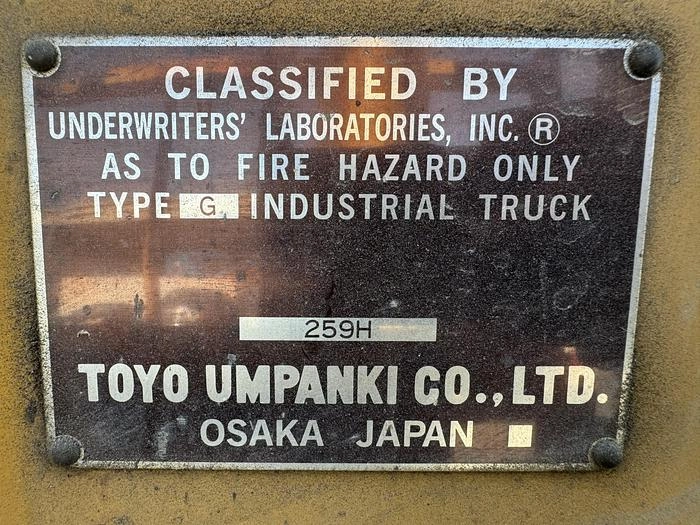 CLASSIFIED BY
UNDERWRITERS' LABORATORIES, INC. ®
AS TO FIRE HAZARD ONLY
TYPE G INDUSTRIAL TRUCK
259H
TOYO UMPANKI CO., LTD.
OSAKA JAPAN